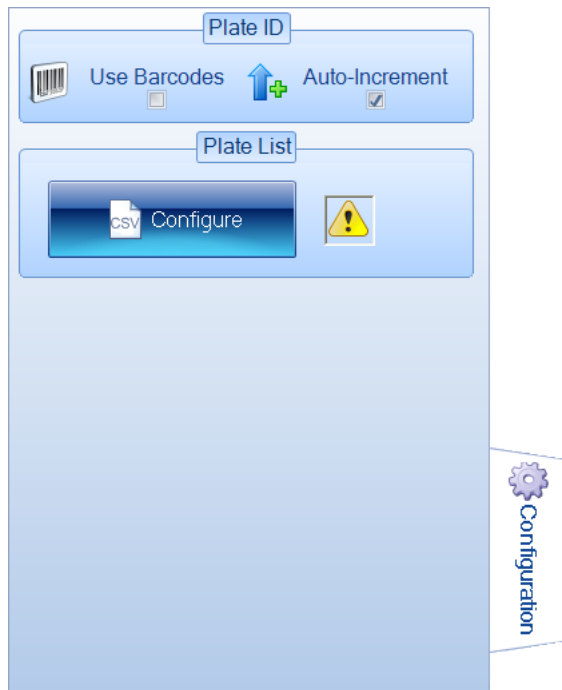 Plate ID
Use Barcodes
Auto-Increment
Plate List
CSV
Configure
Configuration